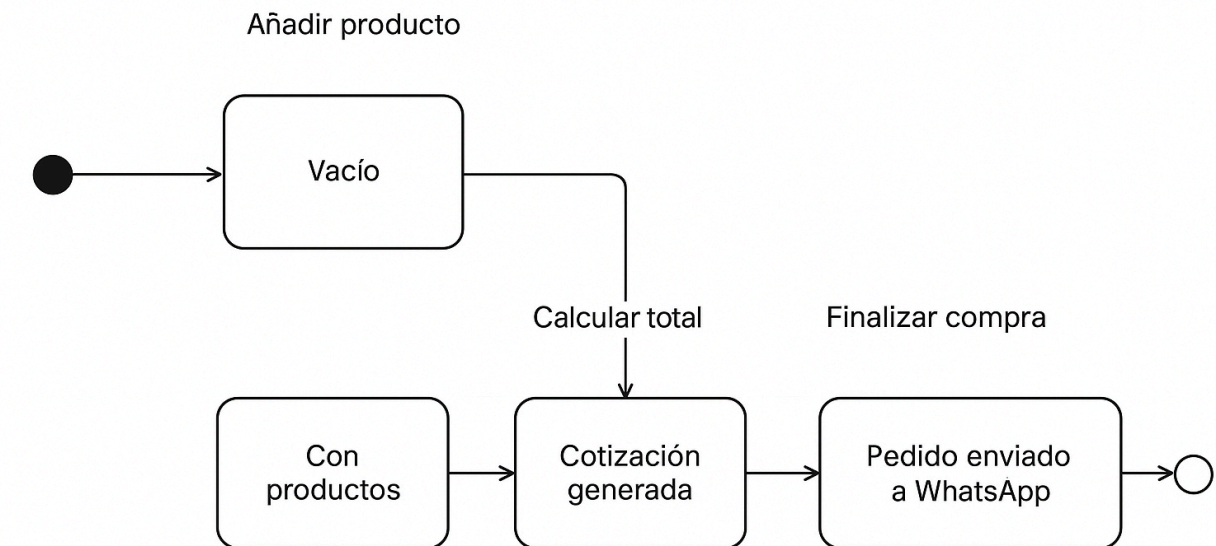 Añadir producto
Vacío
Calcular total
Finalizar compra
Con
productos
Cotización
generada
Pedido enviado
a WhatsApp